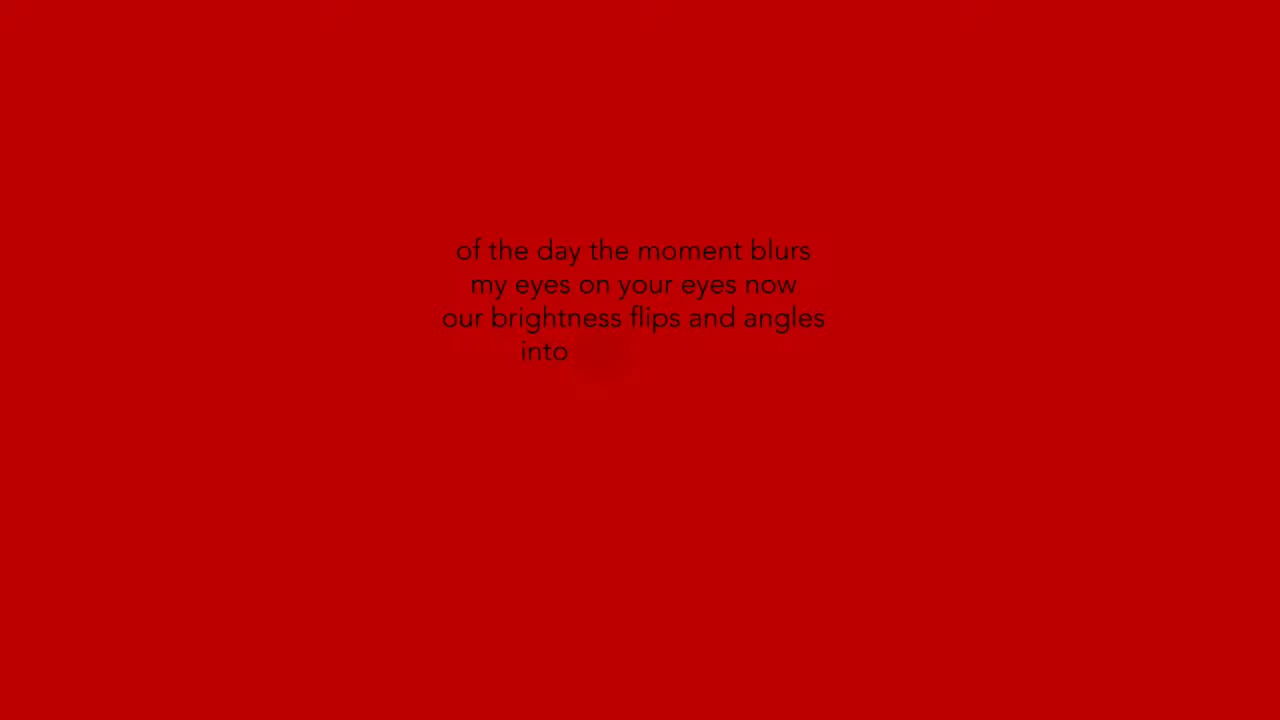 of the day the moment blurs
my eyes on your eyes now
our brightness flips and angles
into